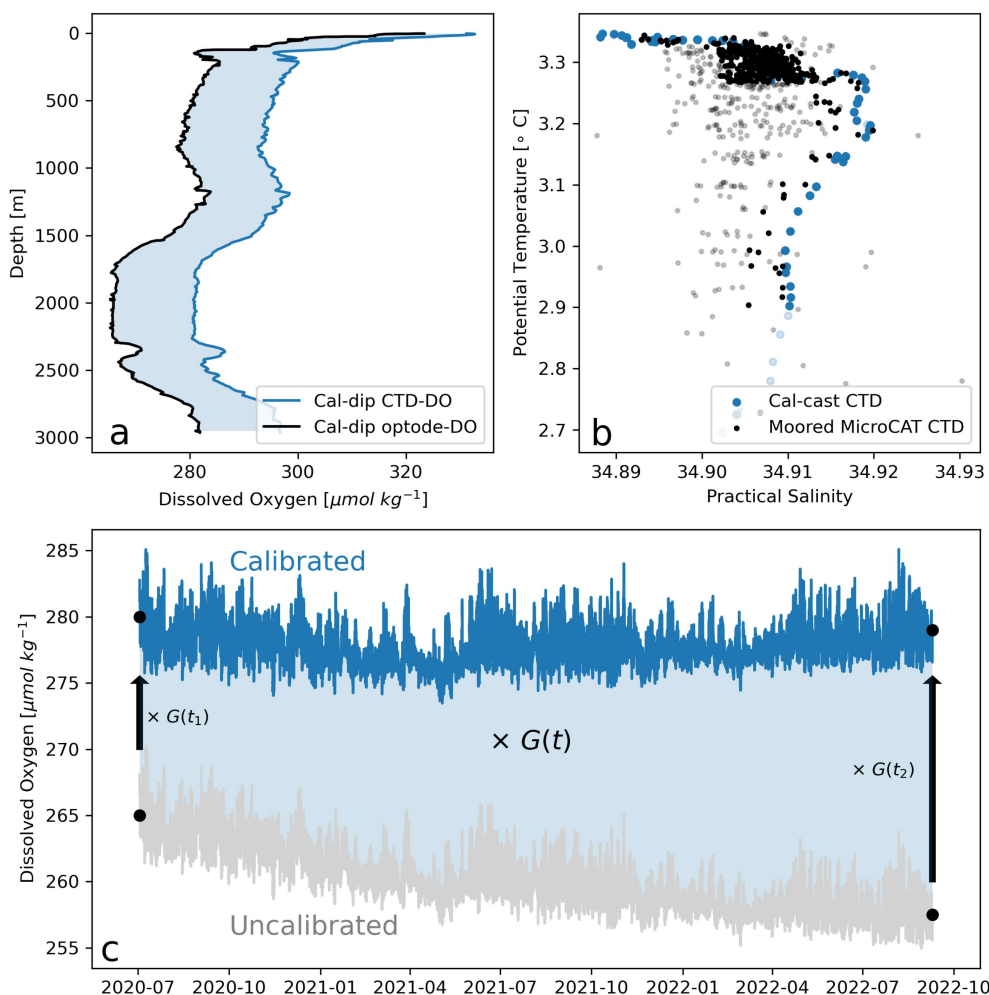 0
500
1000
1500
2000
2500
3000
Depth [m]
280
300
320
Dissolved Oxygen [μmol kg⁻¹]
Cal-dip CTD-DO
Cal-dip optode-DO
a
3.3
3.2
3.1
3.0
2.9
2.8
2.7
Potential Temperature [∘ C]
34.89
34.90
34.91
34.92
34.93
Practical Salinity
Cal-cast CTD
Moored MicroCAT CTD
b
285
280
275
270
265
260
255
Dissolved Oxygen [μmol kg⁻¹]
Calibrated
× G(t₁)
× G(t)
× G(t₂)
Uncalibrated
c
2020-07
2020-10
2021-01
2021-04
2021-07
2021-10
2022-01
2022-04
2022-07
2022-10